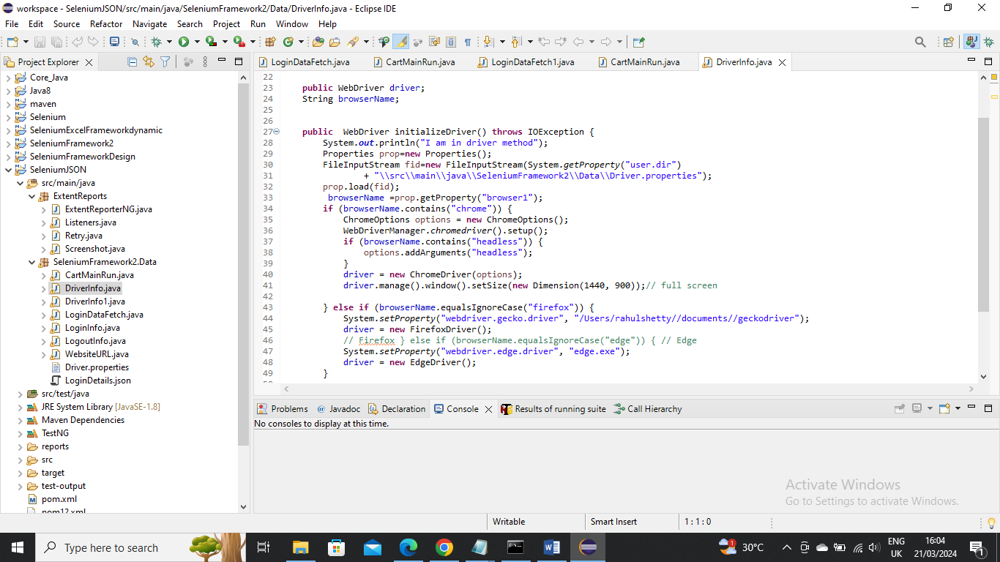 workspace - SeleniumJSON/src/main/java/SeleniumFramework2/Data/DriverInfo.java - Eclipse IDE
File Edit Source Refactor Navigate Search Project Run Window Help
Project Explorer
Core_Java
Java8
maven
Selenium
SeleniumExcelFrameworkdynamic
SeleniumFramework2
SeleniumFrameworkDesign
SeleniumJSON
src/main/java
ExtentReports
ExtentReporterNG.java
Listeners.java
Retry.java
Screenshot.java
SeleniumFramework2.Data
CartMainRun.java
DriverInfo.java
DriverInfo1.java
LoginDataFetch.java
LoginInfo.java
LogoutInfo.java
WebsiteURL.java
Driver.properties
LoginDetails.json
src/test/java
JRE System Library [JavaSE-1.8]
Maven Dependencies
TestNG
reports
src
target
test-output
pom.xml
pom12.xml
LoginDataFetch.java CartMainRun.java LoginDataFetch1.java CartMainRun.java DriverInfo.java
22
23 public WebDriver driver;
24 String browserName;
25
26
27 public  WebDriver initializeDriver() throws IOException {
28 System.out.println("I am in driver method");
29 Properties prop=new Properties();
30 FileInputStream fid=new FileInputStream(System.getProperty("user.dir")
31 + "\\src\\main\\java\\SeleniumFramework2\\Data\\Driver.properties");
32 prop.load(fid);
33 browserName =prop.getProperty("browser1");
34 if (browserName.contains("chrome")) {
35 ChromeOptions options = new ChromeOptions();
36 WebDriverManager.chromedriver().setup();
37 if (browserName.contains("headless")) {
38 options.addArguments("headless");
39 }
40 driver = new ChromeDriver(options);
41 driver.manage().window().setSize(new Dimension(1440, 900));// full screen
42
43 } else if (browserName.equalsIgnoreCase("firefox")) {
44 System.setProperty("webdriver.gecko.driver", "/Users/rahulshetty//documents//geckodriver");
45 driver = new FirefoxDriver();
46 // Firefox } else if (browserName.equalsIgnoreCase("edge")) { // Edge
47 System.setProperty("webdriver.edge.driver", "edge.exe");
48 driver = new EdgeDriver();
49 }
Problems @ Javadoc Declaration Console Results of running suite Call Hierarchy
No consoles to display at this time.
Activate Windows
Go to Settings to activate Windows.
Writable Smart Insert 1 : 1 : 0
Type here to search
1 30°C ENG UK 16:04 21/03/2024 1